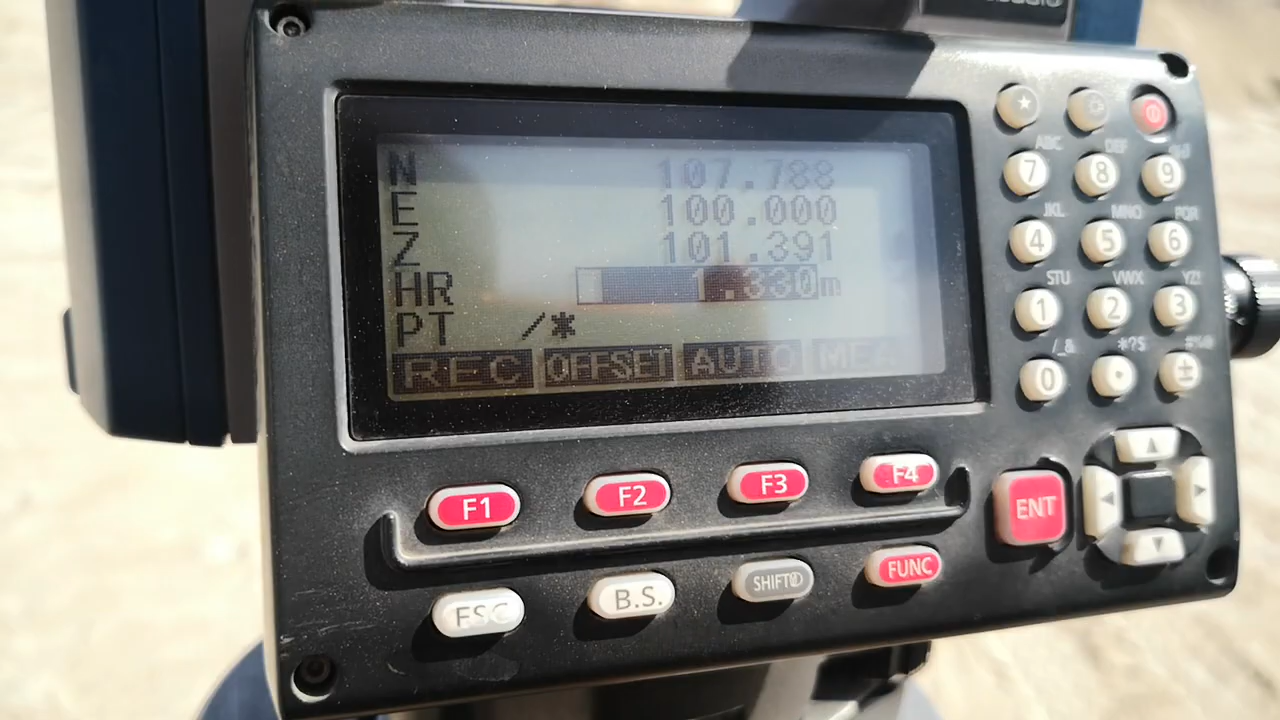 N 107.788
E 100.000
Z 101.391
HR 1.330m
PT /*
REC OFFSET AUTO
F1 F2 F3 F4
ESC B.S. SHIFT FUNC
ABC DEF
7 8 9
JKL MNO PQR
4 5 6
STU VWX YZ!
1 2 3
/_& *?$
0 . ±
ENT